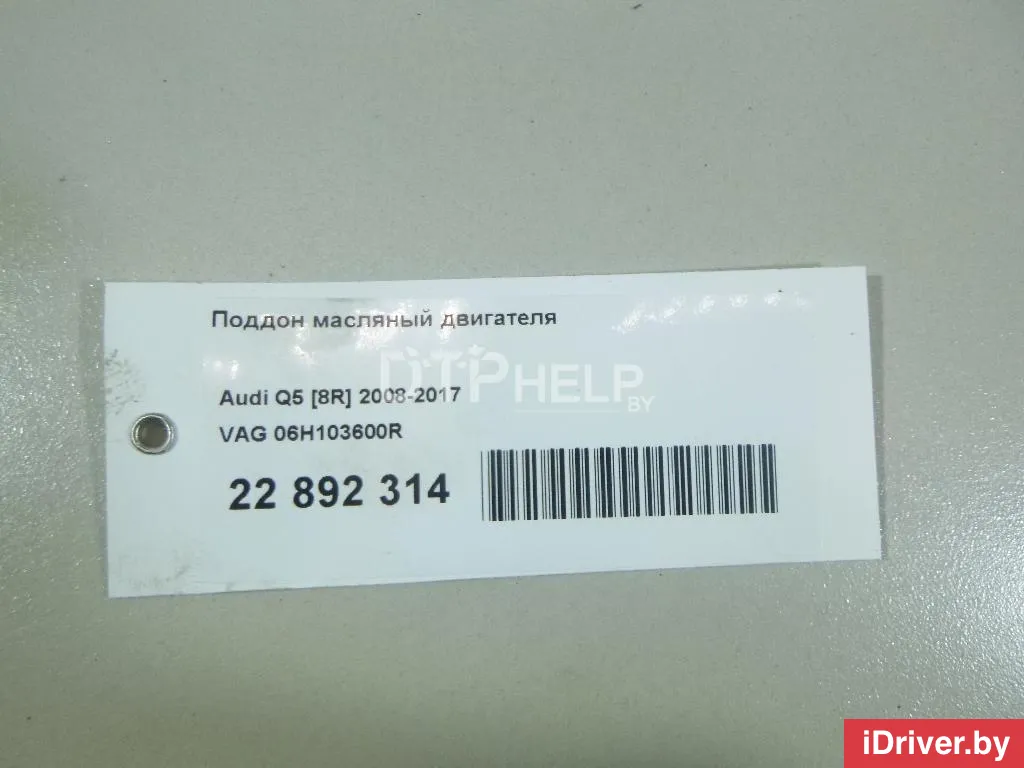 Поддон масляный двигателя
DTPHELP.BY
Audi Q5 [8R] 2008-2017
VAG 06H103600R
22 892 314
iDriver.by